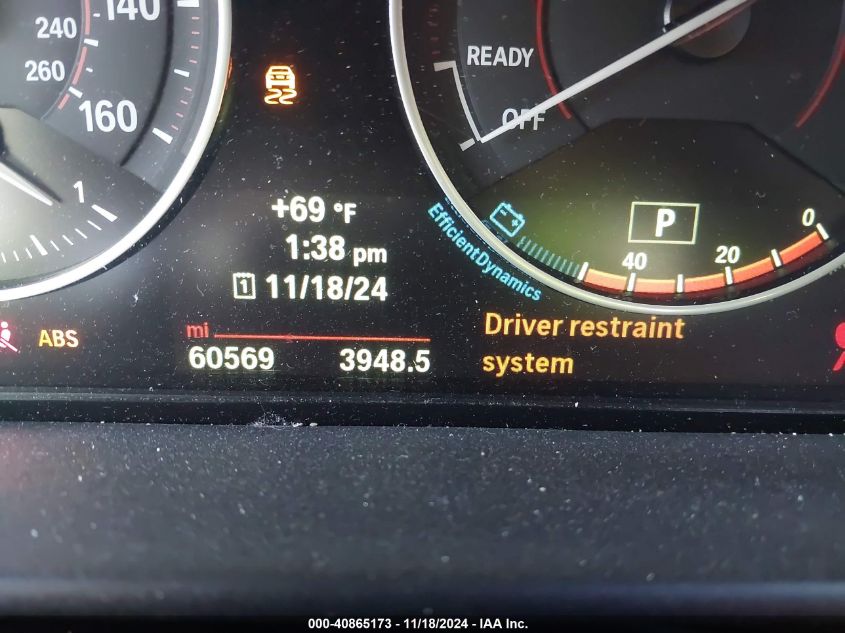 140
240
260
160
1
READY
OFF
+69 °F
1:38 pm
1 11/18/24
EfficientDynamics
P
40 20 0
ABS
mi
60569 3948.5
Driver restraint
system
000-40865173 - 11/18/2024 - IAA Inc.